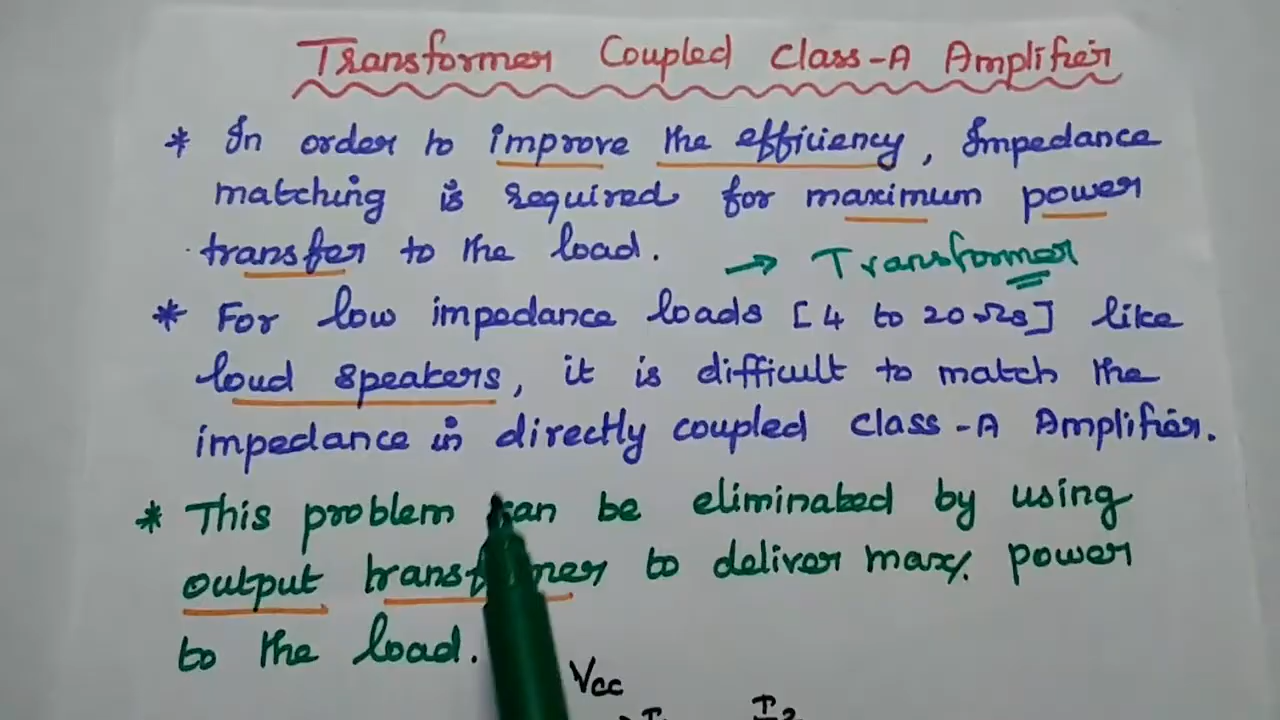 Transformer Coupled Class-A Amplifier
* In order to improve the efficiency, Impedance
matching is required for maximum power
transfer to the load. → Transformer
* For low impedance loads [4 to 20 Ωs] like
loud speakers, it is difficult to match the
impedance in directly coupled class-A Amplifier.
* This problem can be eliminated by using
output transformer to deliver max. power
to the load.
Vcc